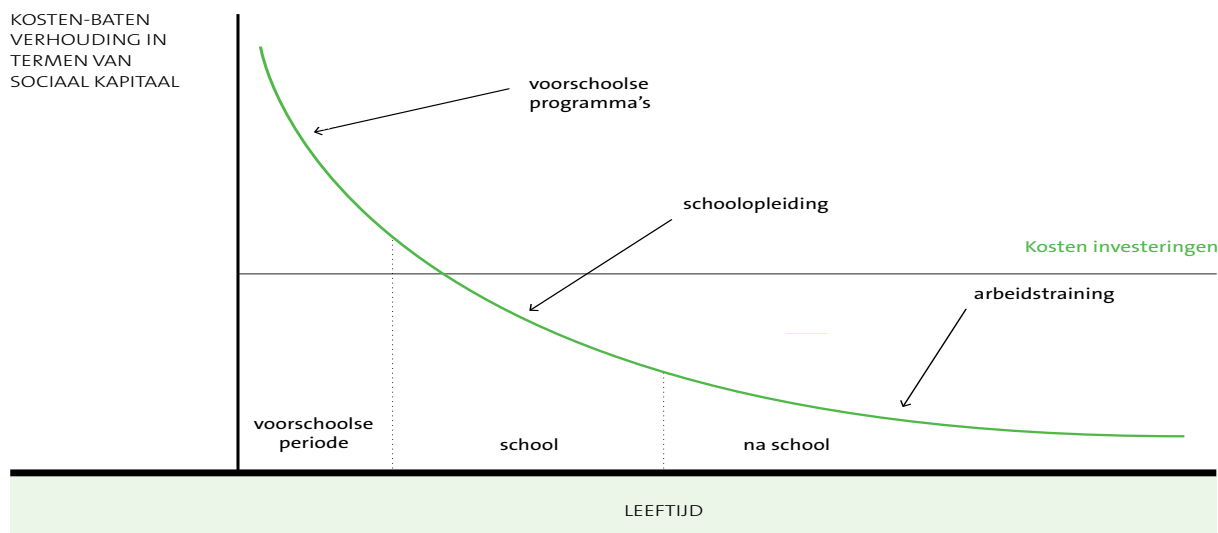 KOSTEN-BATEN
VERHOUDING IN
TERMEN VAN
SOCIAAL KAPITAAL
voorschoolse
programma's
schoolopleiding
Kosten investeringen
arbeidstraining
voorschoolse
periode
school
na school
LEEFTIJD